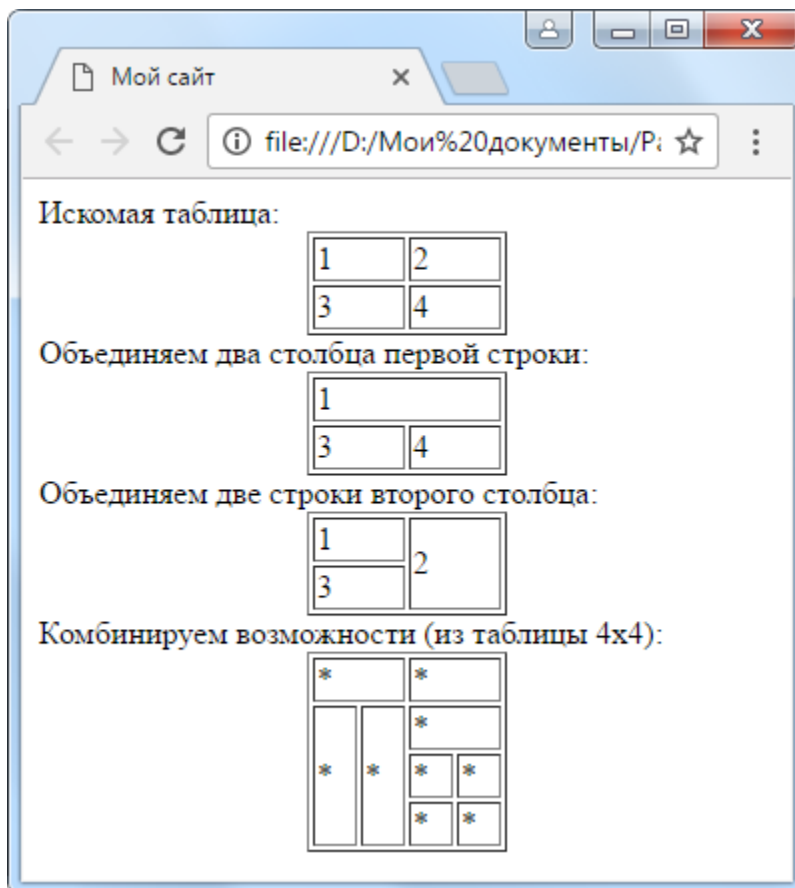 Мой сайт
file:///D:/Мои%20документы/Ра
Искомая таблица:
1 2
3 4
Объединяем два столбца первой строки:
1
3 4
Объединяем две строки второго столбца:
1
2
3
Комбинируем возможности (из таблицы 4x4):
* *
*
* * * *
* *